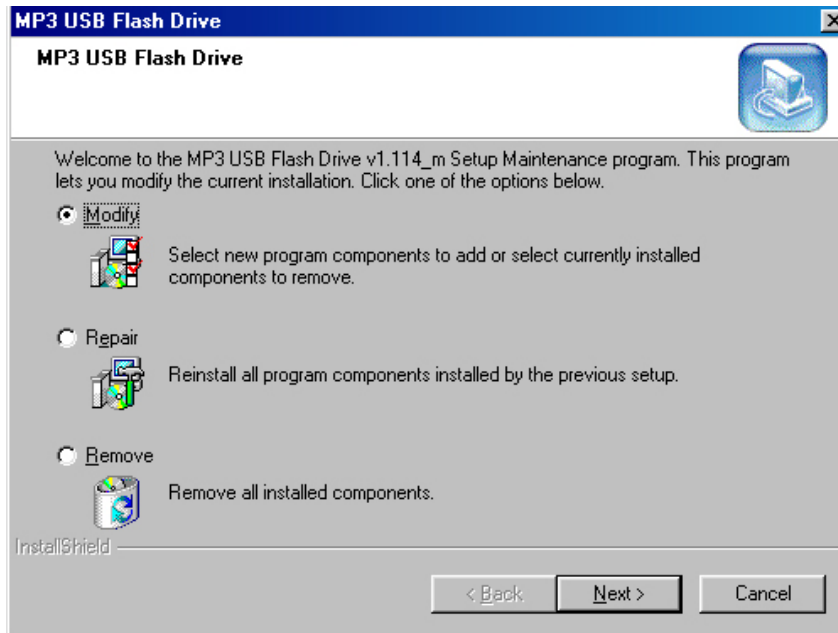 MP3 USB Flash Drive
MP3 USB Flash Drive
Welcome to the MP3 USB Flash Drive v1.114_m Setup Maintenance program. This program
lets you modify the current installation. Click one of the options below.
Modify
Select new program components to add or select currently installed
components to remove.
Repair
Reinstall all program components installed by the previous setup.
Remove
Remove all installed components.
InstallShield
< Back
Next >
Cancel